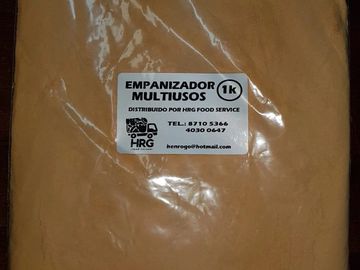 EMPANIZADOR 1k
MULTIUSOS
DISTRIBUIDO POR HRG FOOD SERVICE
TEL.: 8710 5366
4030 0647
HRG
henrogo@hotmail.com